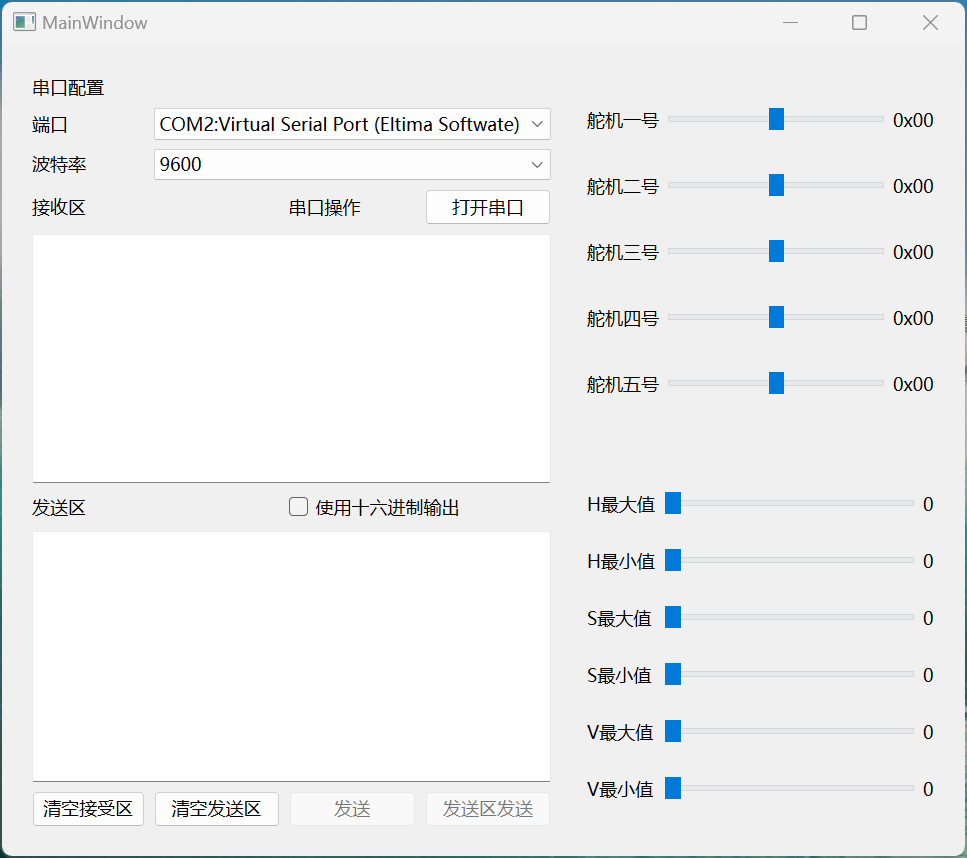 MainWindow
串口配置
端口 COM2:Virtual Serial Port (Eltima Softwate)
波特率 9600
接收区 串口操作 打开串口
发送区 使用十六进制输出
清空接受区 清空发送区 发送 发送区发送
舵机一号 0x00
舵机二号 0x00
舵机三号 0x00
舵机四号 0x00
舵机五号 0x00
H最大值 0
H最小值 0
S最大值 0
S最小值 0
V最大值 0
V最小值 0